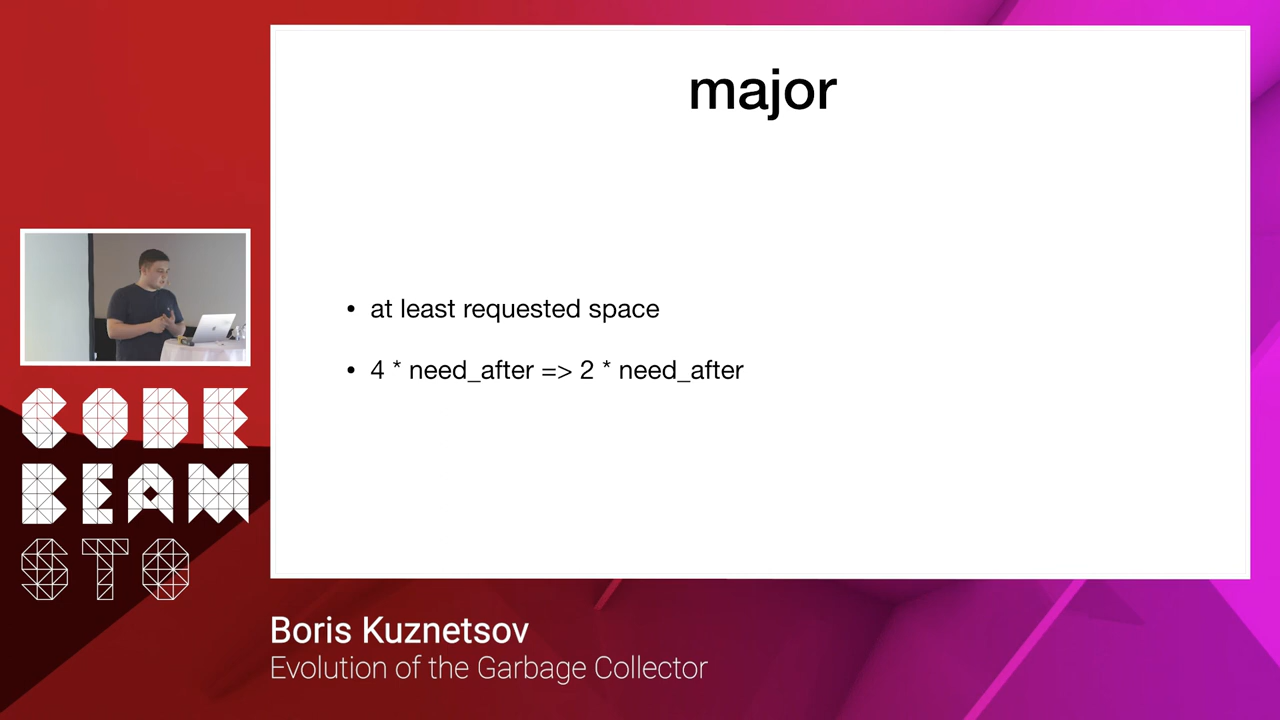 major
• at least requested space
• 4 * need_after => 2 * need_after
CODE
BEAM
STO
Boris Kuznetsov
Evolution of the Garbage Collector